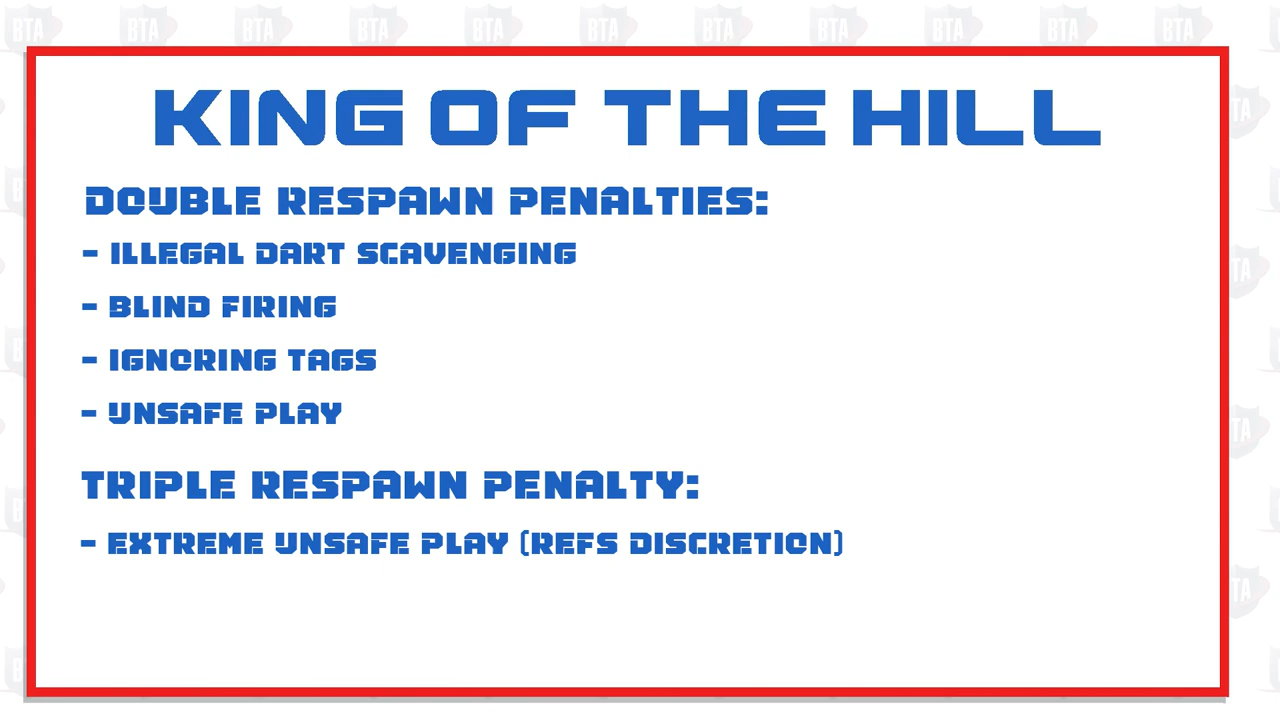 KING OF THE HILL
DOUBLE RESPAWN PENALTIES:
- ILLEGAL DART SCAVENGING
- BLIND FIRING
- IGNORING TAGS
- UNSAFE PLAY
TRIPLE RESPAWN PENALTY:
- EXTREME UNSAFE PLAY (REFS DISCRETION)